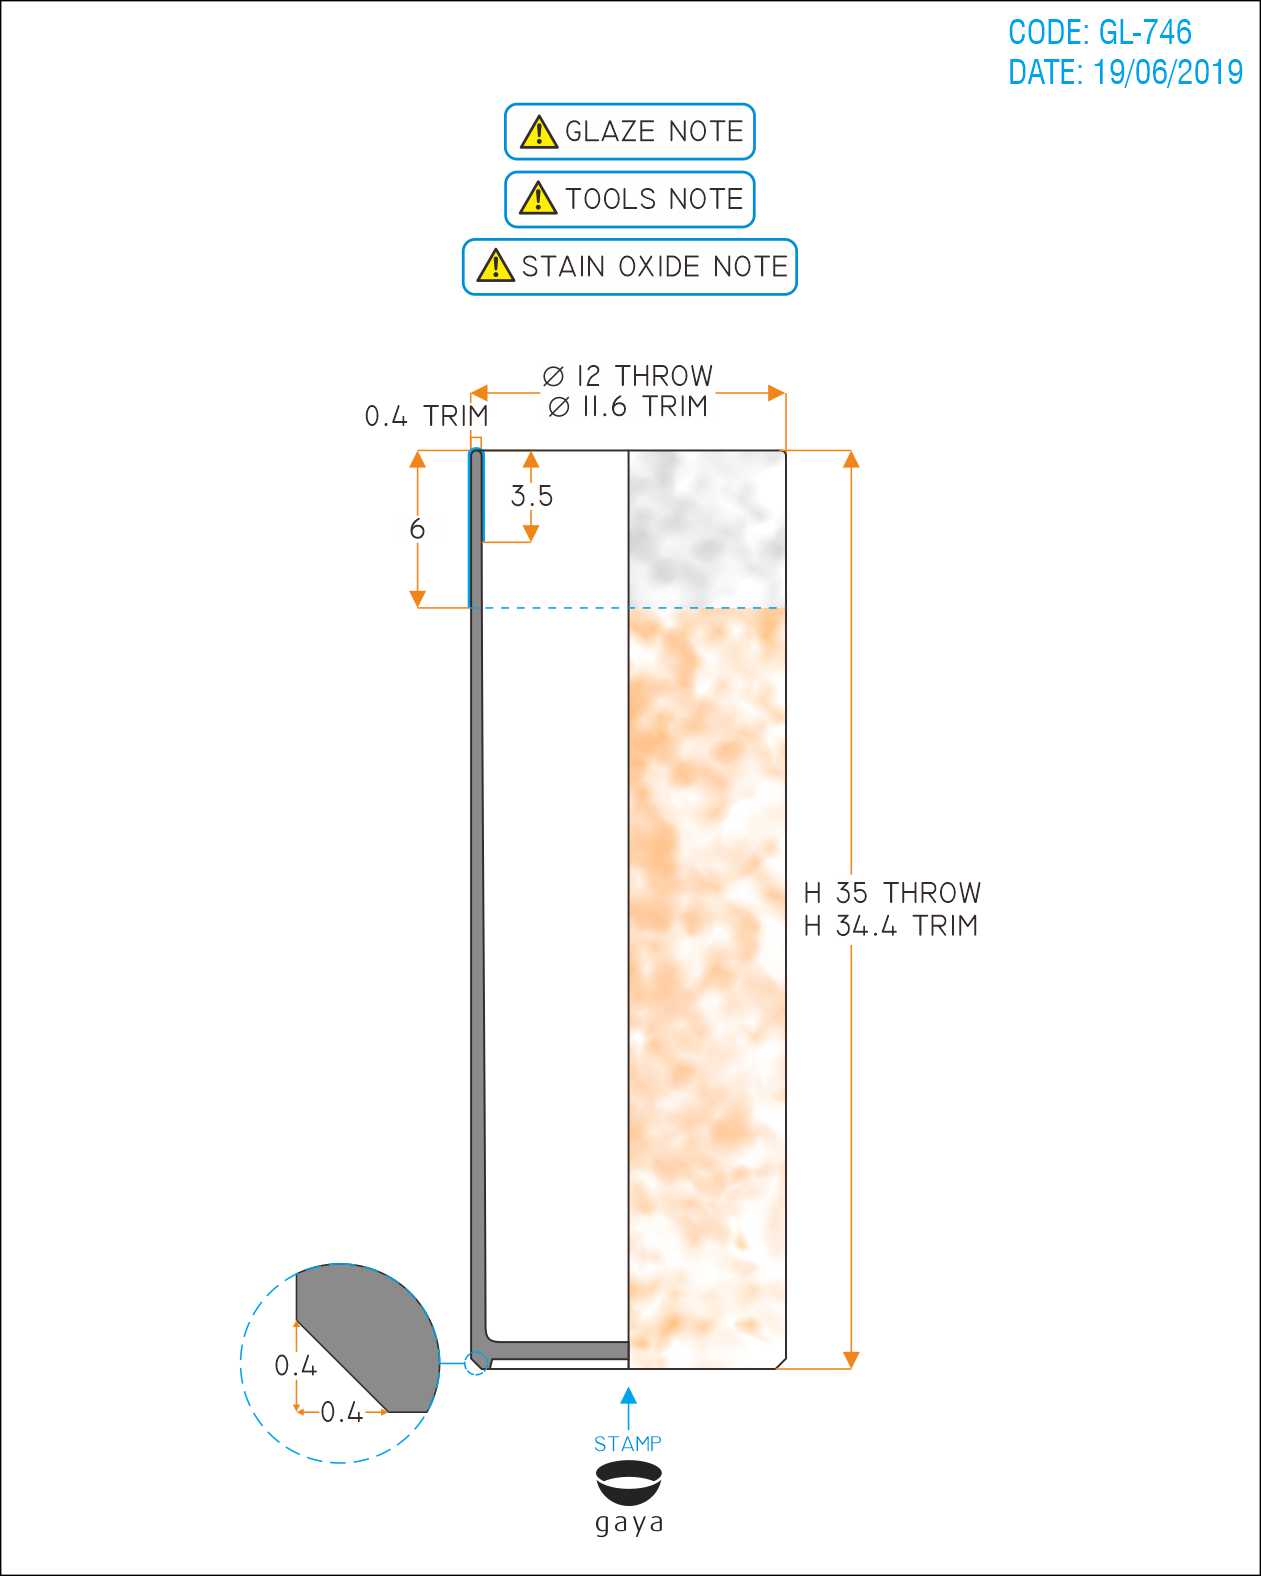 CODE: GL-746
DATE: 19/06/2019
GLAZE NOTE
TOOLS NOTE
STAIN OXIDE NOTE
Ø 12 THROW
Ø 11.6 TRIM
0.4 TRIM
3.5
6
H 35 THROW
H 34.4 TRIM
0.4
0.4
STAMP
gaya